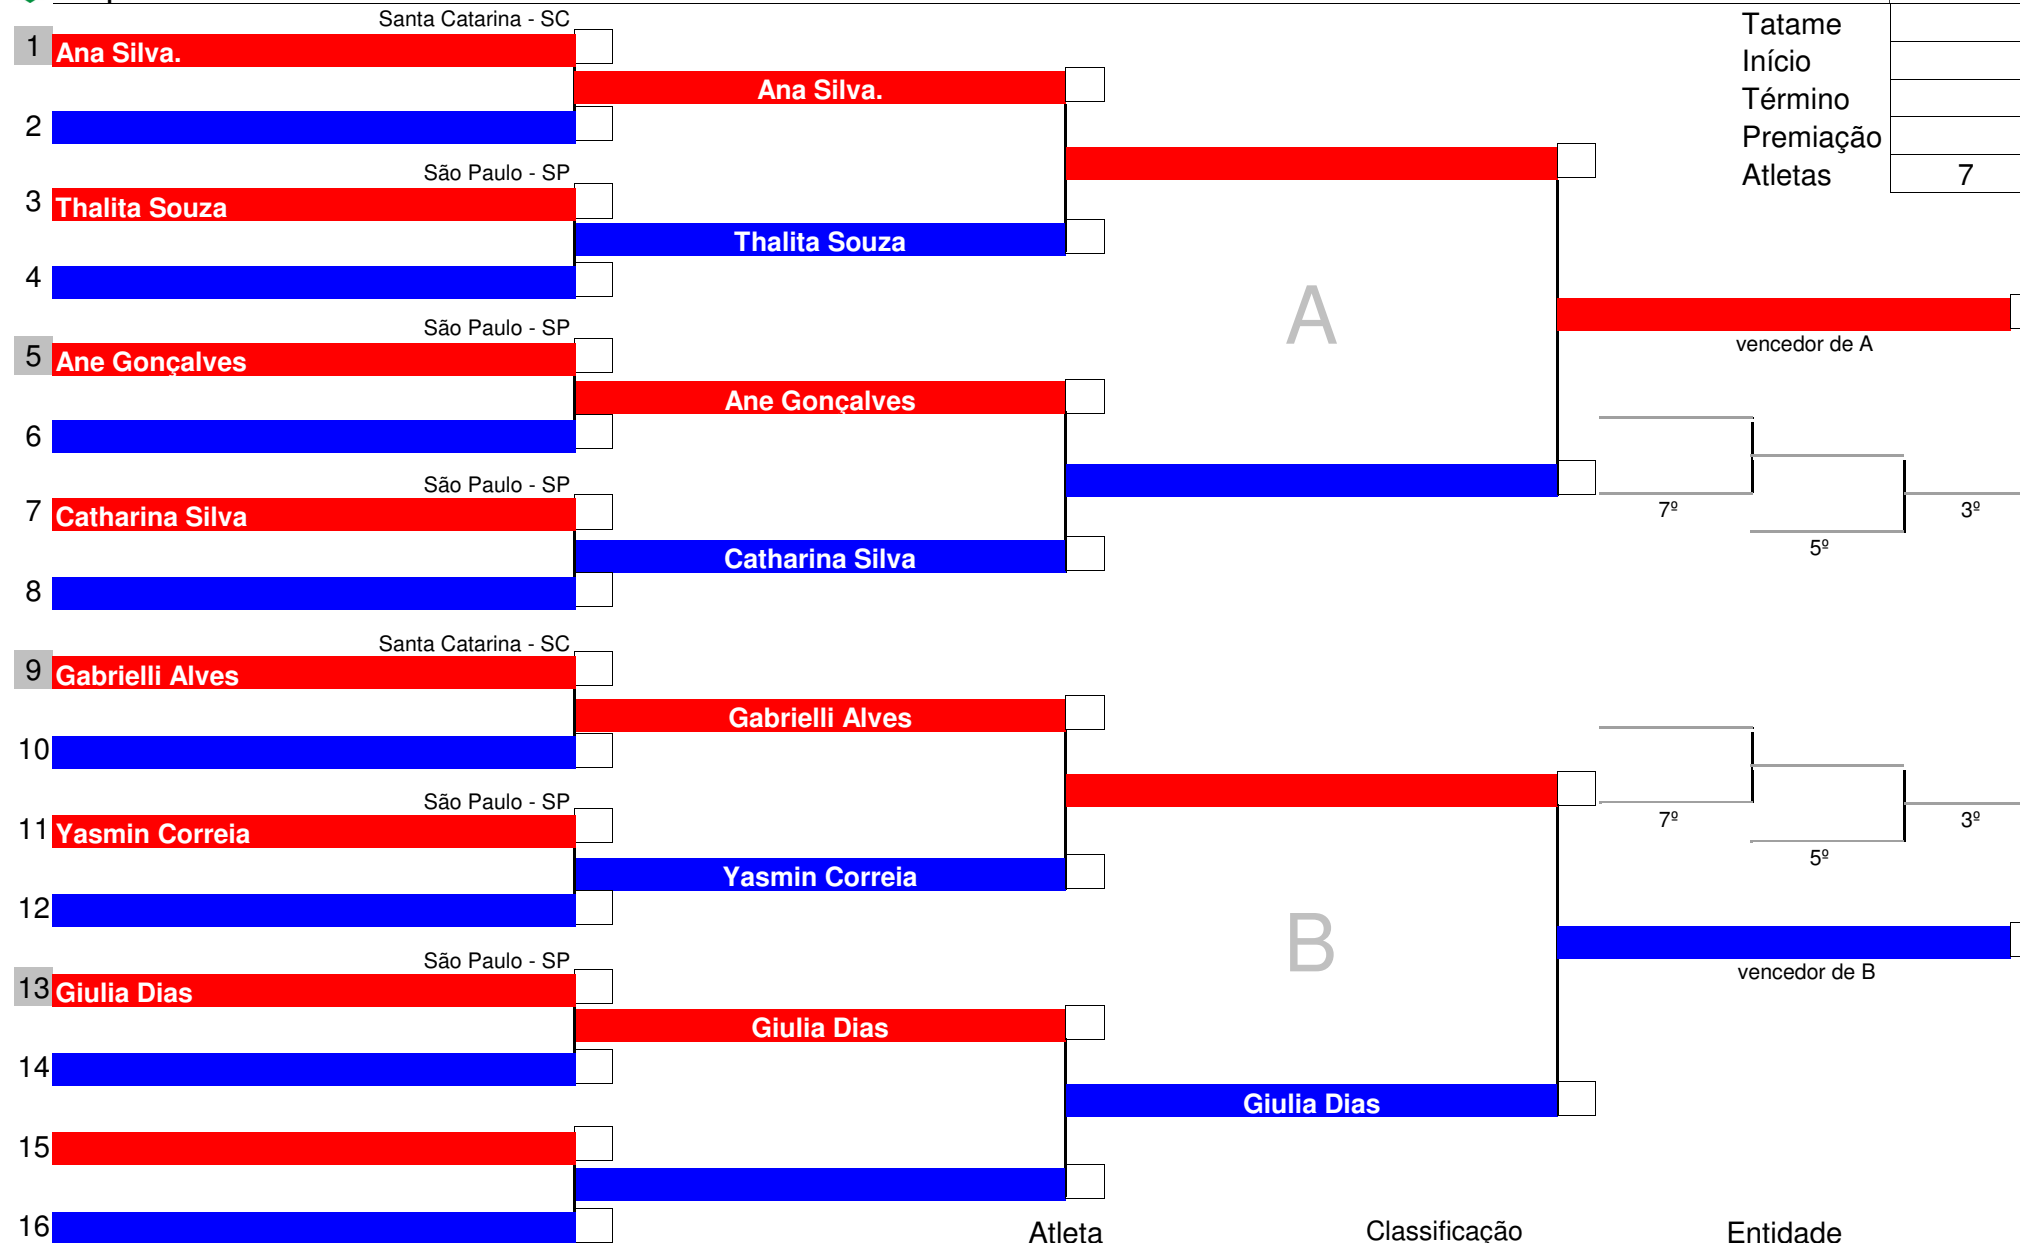 Santa Catarina - SC
Tatame
1 Ana Silva.
Início
Ana Silva.
Término
2
Premiação
São Paulo - SP
Atletas 7
3 Thalita Souza
Thalita Souza
4
A
São Paulo - SP
vencedor de A
5 Ane Gonçalves
Ane Gonçalves
6
São Paulo - SP
7º 3º
7 Catharina Silva
5º
Catharina Silva
8
Santa Catarina - SC
9 Gabrielli Alves
Gabrielli Alves
10
São Paulo - SP
7º 3º
11 Yasmin Correia
5º
Yasmin Correia
12
B
São Paulo - SP
vencedor de B
13 Giulia Dias
Giulia Dias
14
Giulia Dias
15
16
Atleta Classificação Entidade